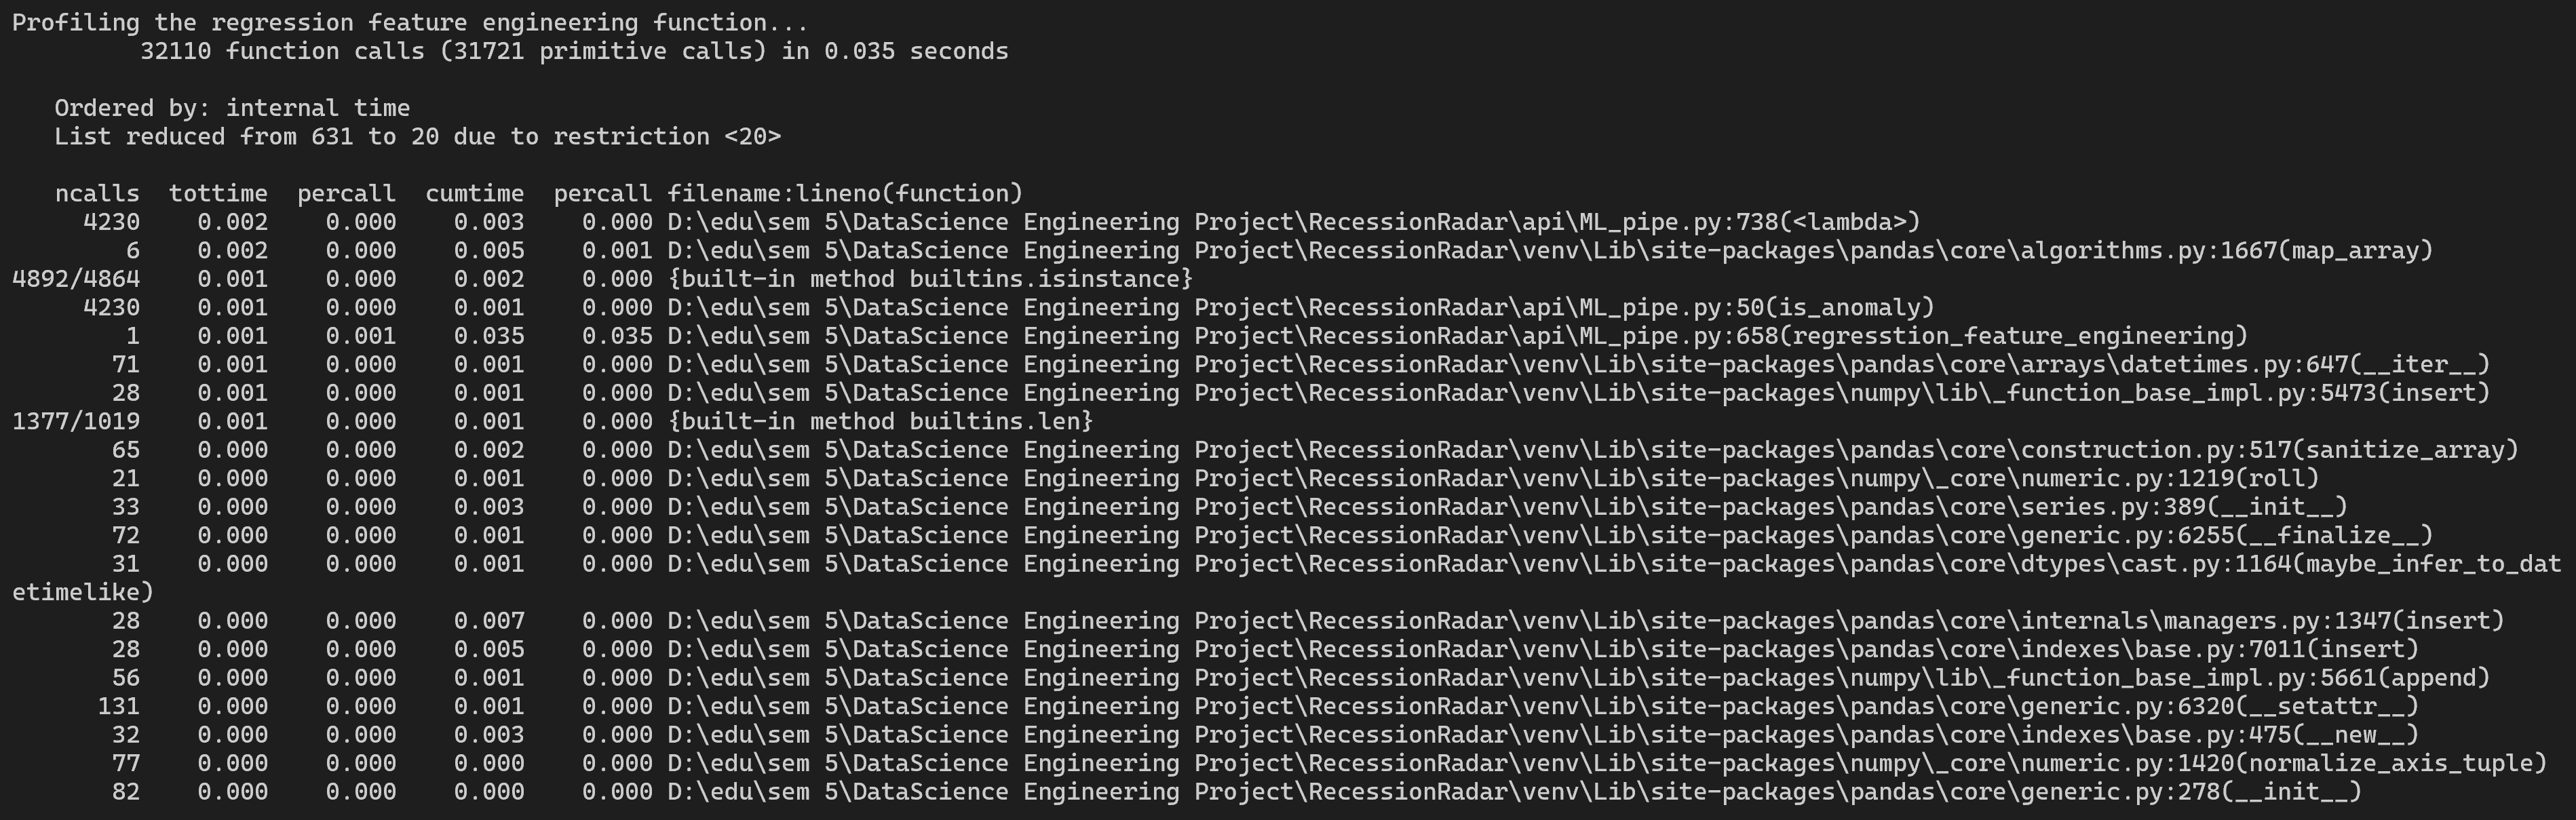 Profiling the regression feature engineering function...
         32110 function calls (31721 primitive calls) in 0.035 seconds

   Ordered by: internal time
   List reduced from 631 to 20 due to restriction <20>

   ncalls  tottime  percall  cumtime  percall filename:lineno(function)
     4230    0.002    0.000    0.003    0.000 D:\edu\sem 5\DataScience Engineering Project\RecessionRadar\api\ML_pipe.py:738(<lambda>)
        6    0.002    0.000    0.005    0.001 D:\edu\sem 5\DataScience Engineering Project\RecessionRadar\venv\Lib\site-packages\pandas\core\algorithms.py:1667(map_array)
4892/4864    0.001    0.000    0.002    0.000 {built-in method builtins.isinstance}
     4230    0.001    0.000    0.001    0.000 D:\edu\sem 5\DataScience Engineering Project\RecessionRadar\api\ML_pipe.py:50(is_anomaly)
        1    0.001    0.001    0.035    0.035 D:\edu\sem 5\DataScience Engineering Project\RecessionRadar\api\ML_pipe.py:658(regresstion_feature_engineering)
       71    0.001    0.000    0.001    0.000 D:\edu\sem 5\DataScience Engineering Project\RecessionRadar\venv\Lib\site-packages\pandas\core\arrays\datetimes.py:647(__iter__)
       28    0.001    0.000    0.001    0.000 D:\edu\sem 5\DataScience Engineering Project\RecessionRadar\venv\Lib\site-packages\numpy\lib\_function_base_impl.py:5473(insert)
1377/1019    0.001    0.000    0.001    0.000 {built-in method builtins.len}
       65    0.000    0.000    0.002    0.000 D:\edu\sem 5\DataScience Engineering Project\RecessionRadar\venv\Lib\site-packages\pandas\core\construction.py:517(sanitize_array)
       21    0.000    0.000    0.001    0.000 D:\edu\sem 5\DataScience Engineering Project\RecessionRadar\venv\Lib\site-packages\numpy\_core\numeric.py:1219(roll)
       33    0.000    0.000    0.003    0.000 D:\edu\sem 5\DataScience Engineering Project\RecessionRadar\venv\Lib\site-packages\pandas\core\series.py:389(__init__)
       72    0.000    0.000    0.001    0.000 D:\edu\sem 5\DataScience Engineering Project\RecessionRadar\venv\Lib\site-packages\pandas\core\generic.py:6255(__finalize__)
       31    0.000    0.000    0.001    0.000 D:\edu\sem 5\DataScience Engineering Project\RecessionRadar\venv\Lib\site-packages\pandas\core\dtypes\cast.py:1164(maybe_infer_to_dat
etimelike)
       28    0.000    0.000    0.007    0.000 D:\edu\sem 5\DataScience Engineering Project\RecessionRadar\venv\Lib\site-packages\pandas\core\internals\managers.py:1347(insert)
       28    0.000    0.000    0.005    0.000 D:\edu\sem 5\DataScience Engineering Project\RecessionRadar\venv\Lib\site-packages\pandas\core\indexes\base.py:7011(insert)
       56    0.000    0.000    0.001    0.000 D:\edu\sem 5\DataScience Engineering Project\RecessionRadar\venv\Lib\site-packages\numpy\lib\_function_base_impl.py:5661(append)
      131    0.000    0.000    0.001    0.000 D:\edu\sem 5\DataScience Engineering Project\RecessionRadar\venv\Lib\site-packages\pandas\core\generic.py:6320(__setattr__)
       32    0.000    0.000    0.003    0.000 D:\edu\sem 5\DataScience Engineering Project\RecessionRadar\venv\Lib\site-packages\pandas\core\indexes\base.py:475(__new__)
       77    0.000    0.000    0.000    0.000 D:\edu\sem 5\DataScience Engineering Project\RecessionRadar\venv\Lib\site-packages\numpy\_core\numeric.py:1420(normalize_axis_tuple)
       82    0.000    0.000    0.000    0.000 D:\edu\sem 5\DataScience Engineering Project\RecessionRadar\venv\Lib\site-packages\pandas\core\generic.py:278(__init__)